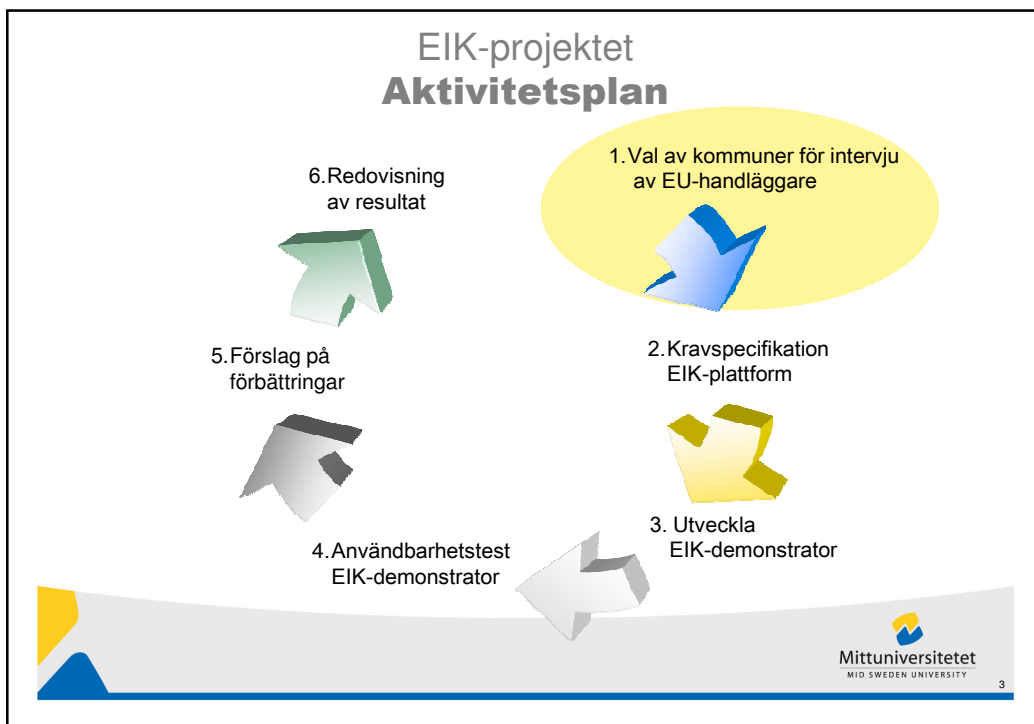 EIK-projektet
Aktivitetsplan
1.Val av kommuner för intervju
av EU-handläggare
2.Kravspecifikation
EIK-plattform
3. Utveckla
EIK-demonstrator
4.Användbarhetstest
EIK-demonstrator
5.Förslag på
förbättringar
6.Redovisning
av resultat
Mittuniversitetet
MID SWEDEN UNIVERSITY
3